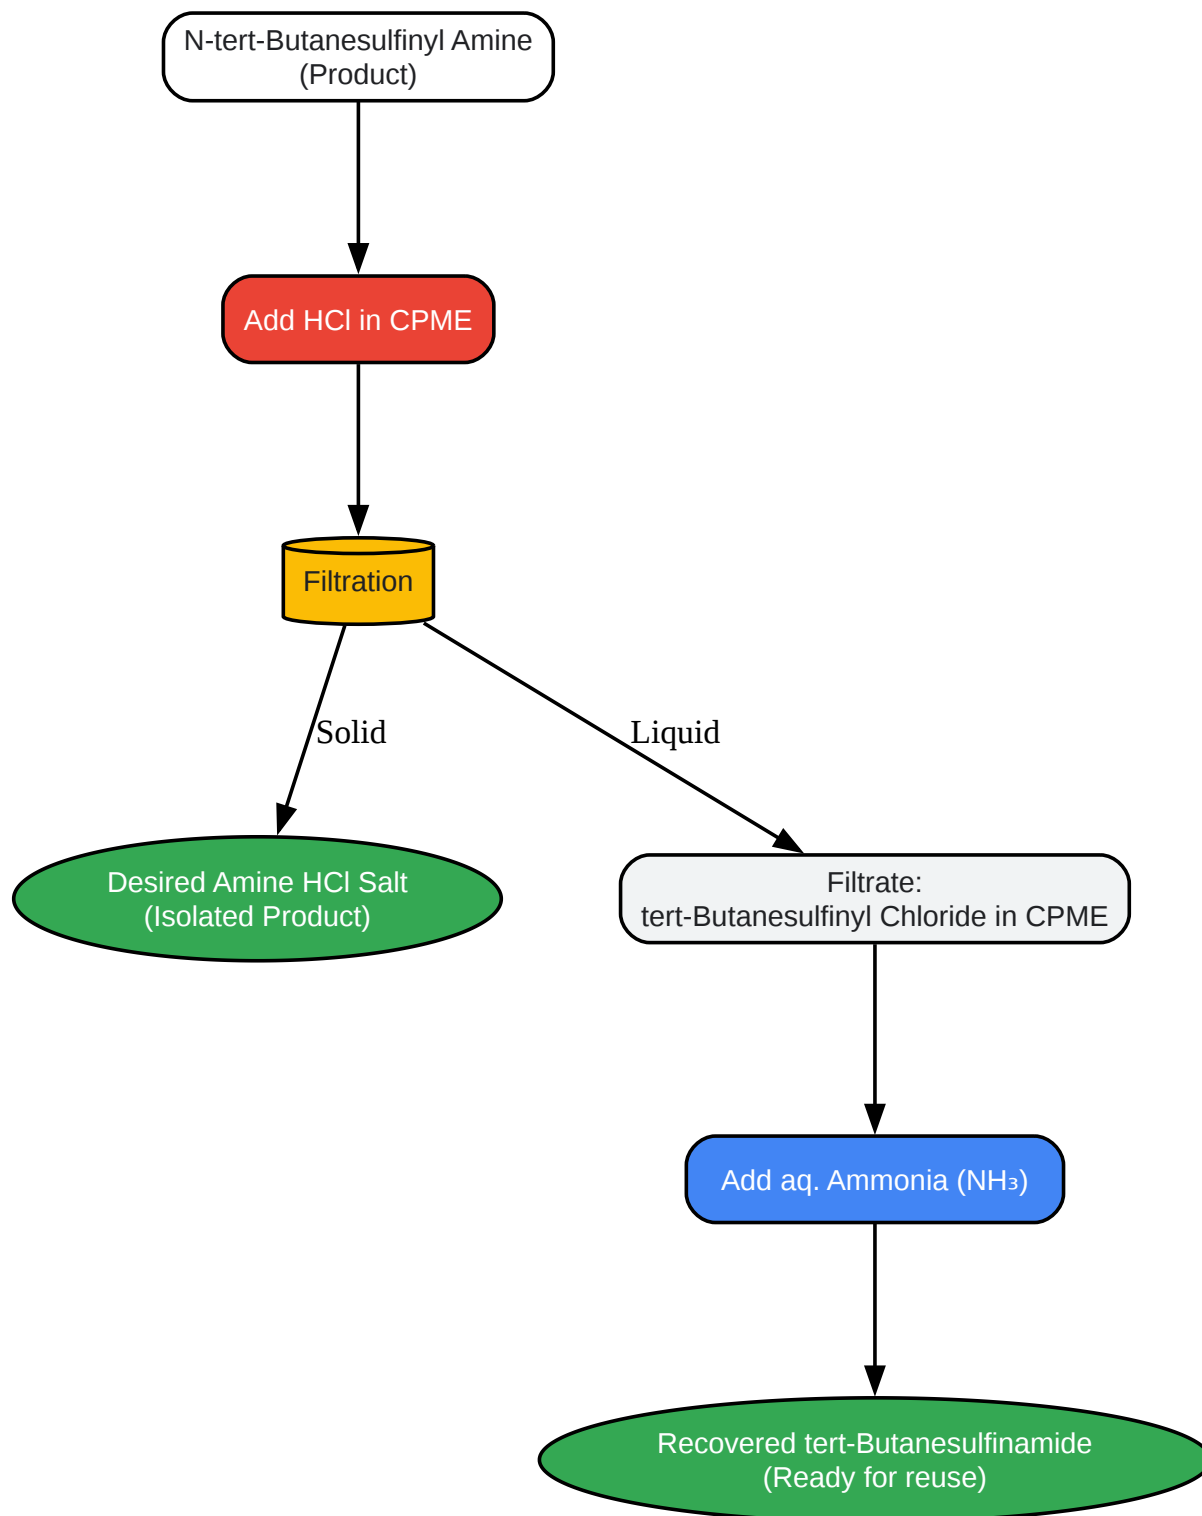 N-tert-Butanesulfinyl Amine
(Product)
Add HCl in CPME
Filtration
Solid
Liquid
Desired Amine HCl Salt
(Isolated Product)
Filtrate:
tert-Butanesulfinyl Chloride in CPME
Add aq. Ammonia (NH₃)
Recovered tert-Butanesulfinamide
(Ready for reuse)